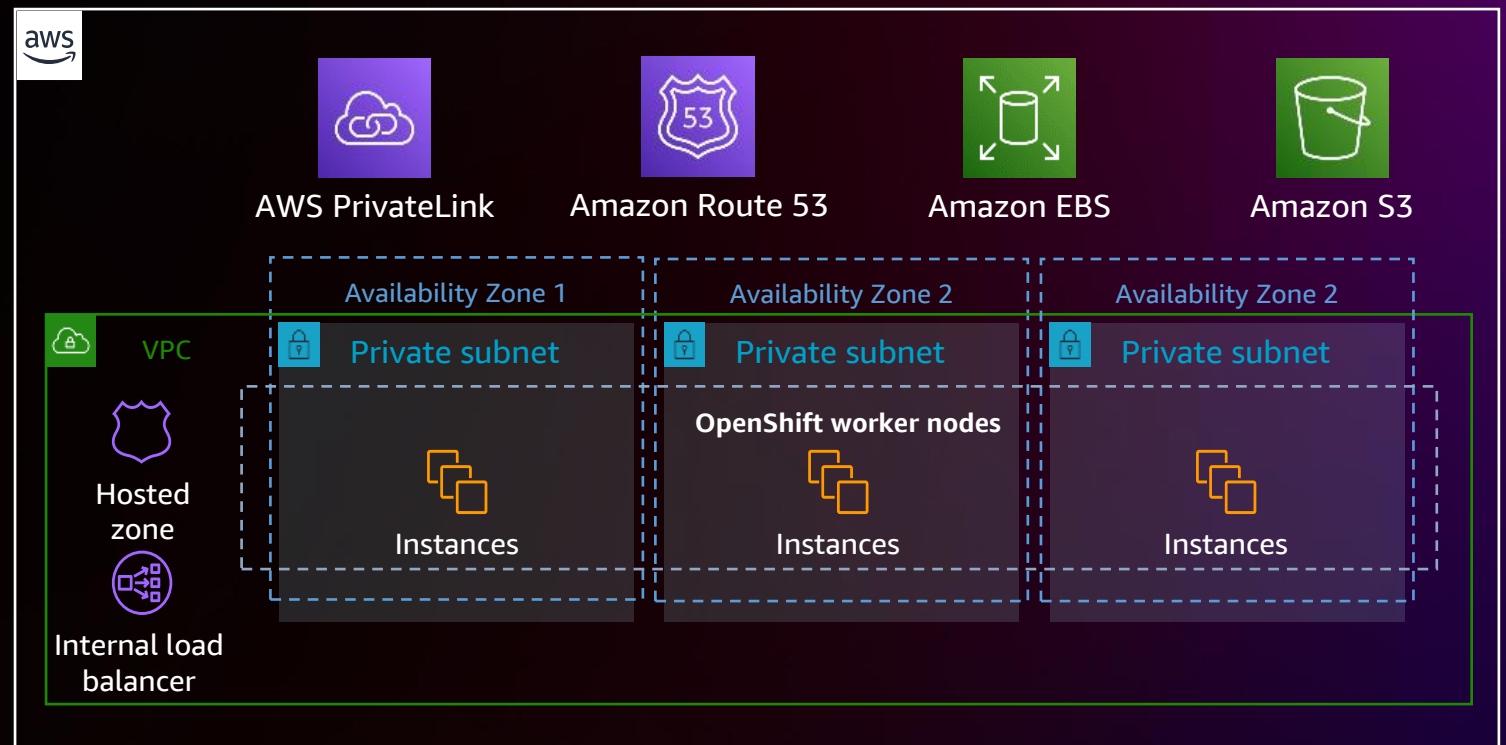 aws
53
AWS PrivateLink
Amazon Route 53
Amazon EBS
Amazon S3
Availability Zone 1
Availability Zone 2
Availability Zone 2
VPC
Private subnet
Private subnet
Private subnet
OpenShift worker nodes
Hosted
zone
Instances
Instances
Instances
Internal load
balancer